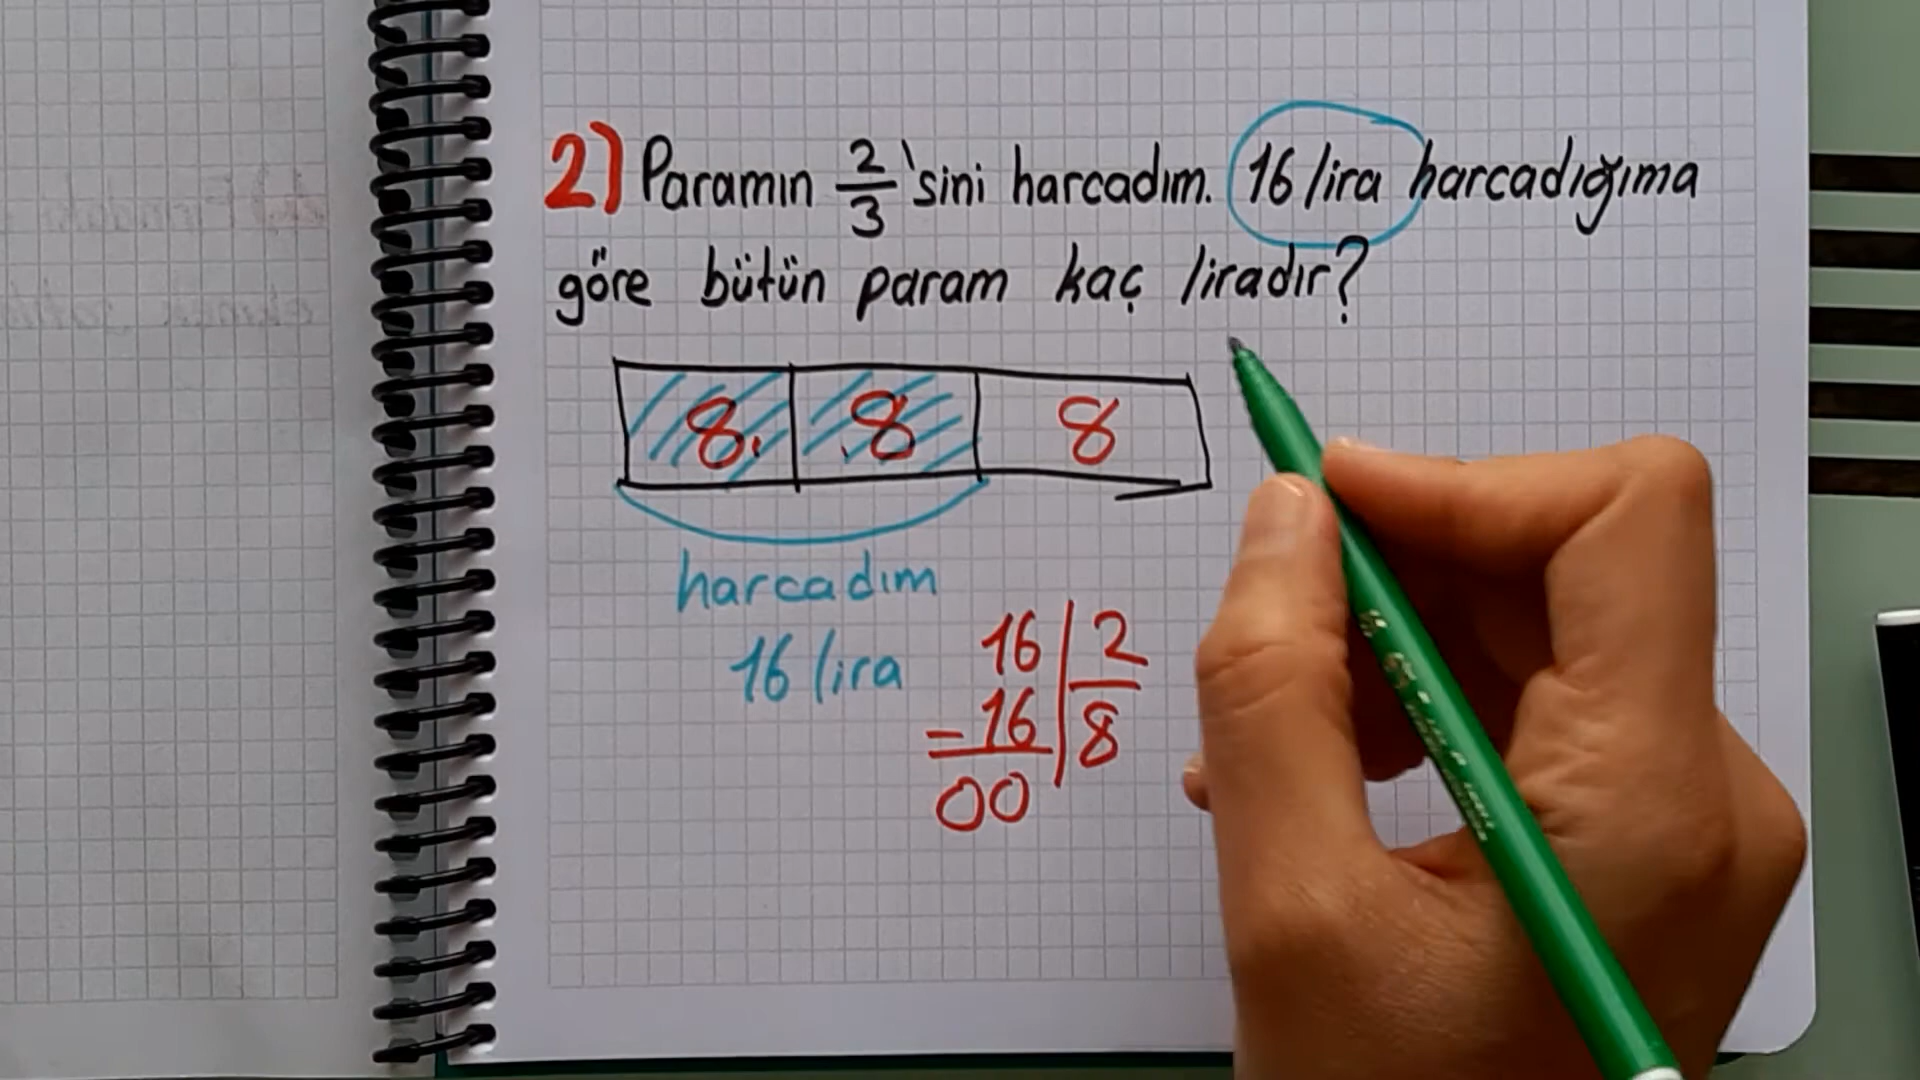 2) Paramın 2/3'sini harcadım. 16 lira harcadığıma
göre bütün param kaç liradır?
8. .8 8
harcadım
16 lira
16 | 2
- 16 | 8
00